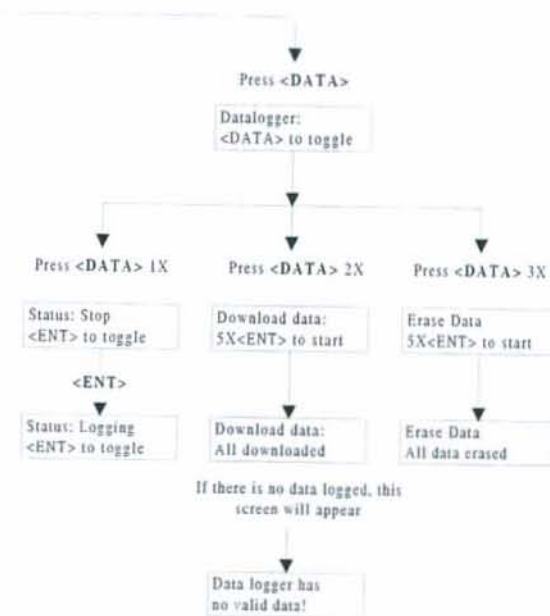 Press <DATA>
Datalogger:
<DATA> to toggle
Press <DATA> 1X
Status: Stop
<ENT> to toggle
<ENT>
Status: Logging
<ENT> to toggle
Press <DATA> 2X
Download data:
5X<ENT> to start
Download data:
All downloaded
If there is no data logged, this
screen will appear
Data logger has
no valid data!
Press <DATA> 3X
Erase Data
5X<ENT> to start
Erase Data
All data erased